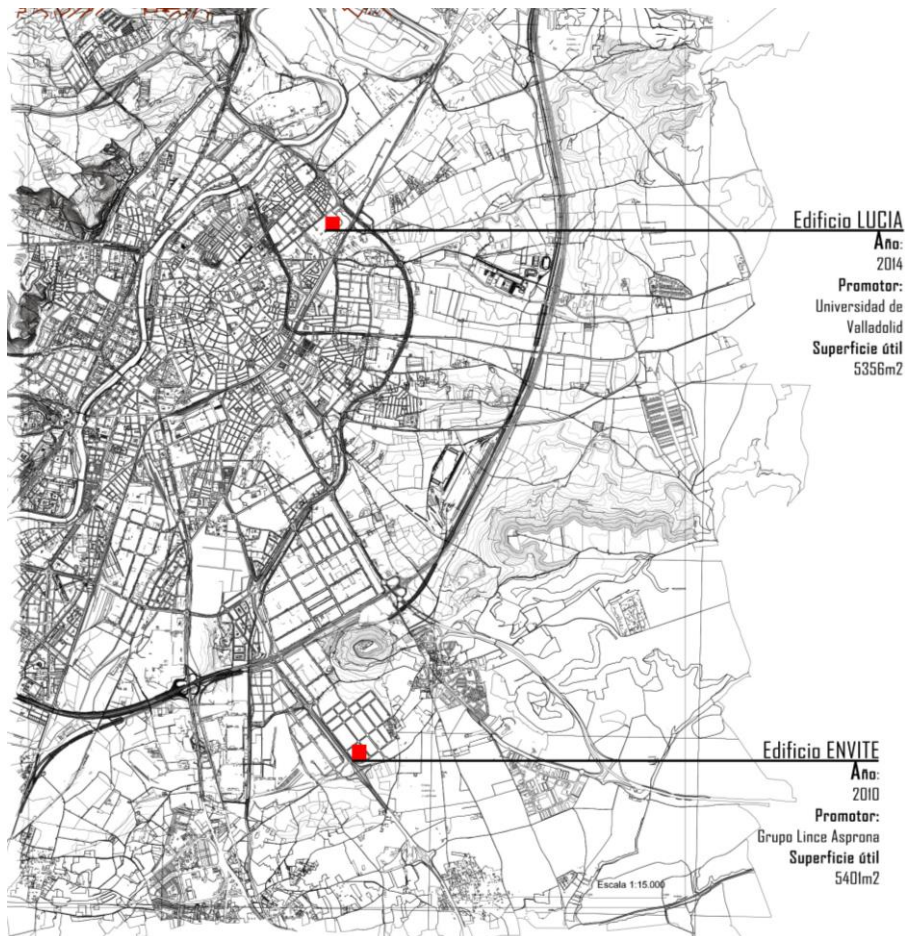 Edificio LUCIA
Año:
2014
Promotor:
Universidad de
Valladolid
Superficie útil
5356m2
Edificio ENVITE
Año:
2010
Promotor:
Grupo Lince Asprona
Superficie útil
5401m2
Escala 1:15.000